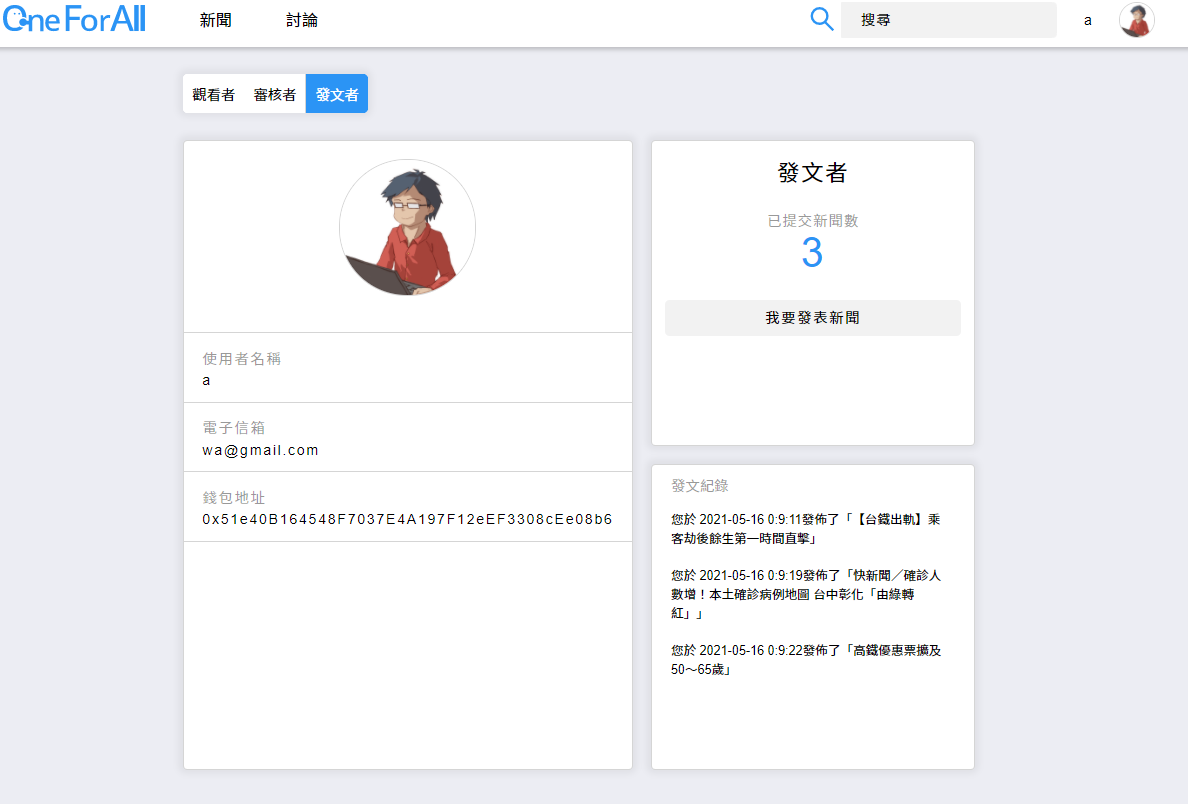 OneForAll 新聞 討論 搜尋 a
觀看者 審核者 發文者
使用者名稱
a
電子信箱
wa@gmail.com
錢包地址
0x51e40B164548F7037E4A197F12eEF3308cEe08b6
發文者
已提交新聞數
3
我要發表新聞
發文紀錄
您於 2021-05-16 0:9:11發佈了「【台鐵出軌】乘
客劫後餘生第一時間直擊」
您於 2021-05-16 0:9:19發佈了「快新聞／確診人
數增！本土確診病例地圖 台中彰化「由綠轉
紅」」
您於 2021-05-16 0:9:22發佈了「高鐵優惠票擴及
50～65歲」